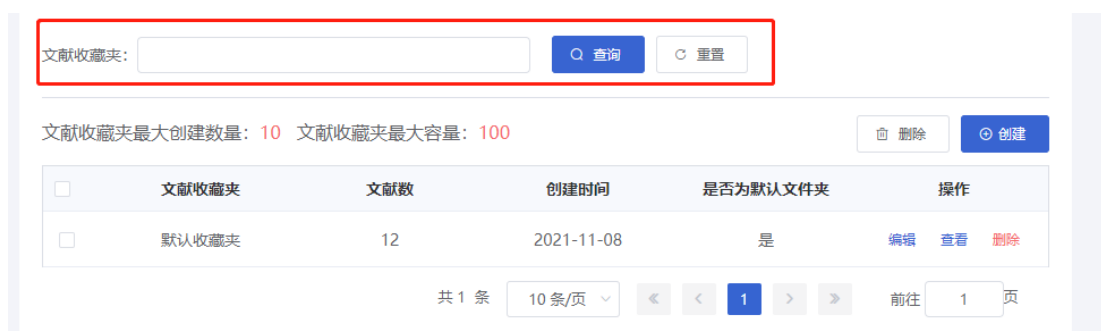 文献收藏夹： 查询 重置
文献收藏夹最大创建数量：10 文献收藏夹最大容量：100 删除 创建
文献收藏夹 文献数 创建时间 是否为默认文件夹 操作
默认收藏夹 12 2021-11-08 是 编辑 查看 删除
共 1 条 10 条/页 « < 1 > » 前往 1 页